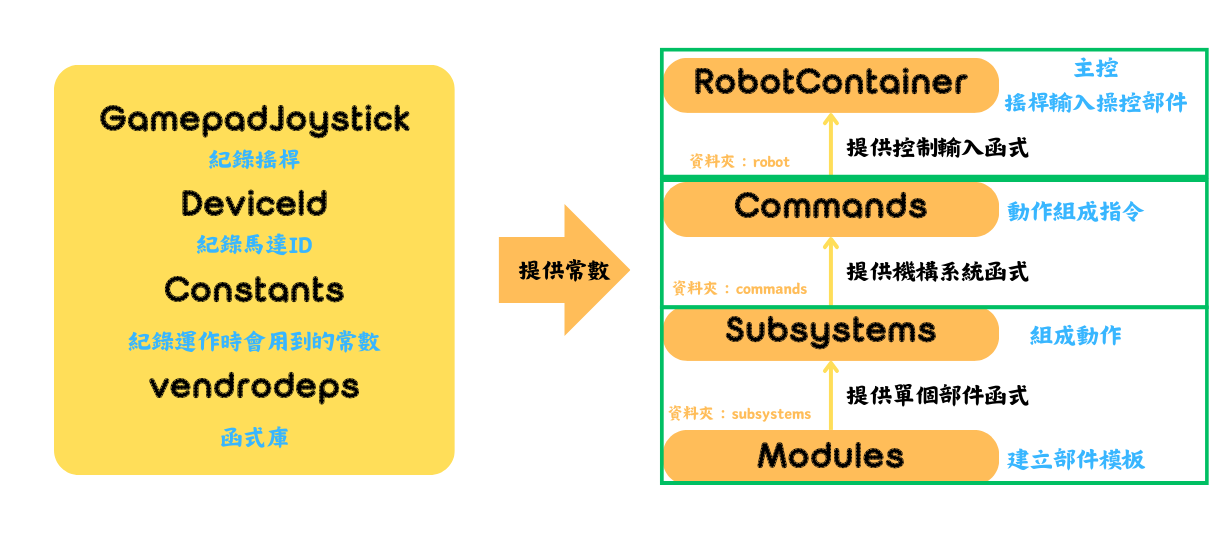 GamepadJoystick
紀錄搖桿
DeviceId
紀錄馬達ID
Constants
紀錄運作時會用到的常數
vendrodeps
函式庫
提供常數
RobotContainer
主控
搖桿輸入操控部件
提供控制輸入函式
資料夾：robot
Commands
動作組成指令
提供機構系統函式
資料夾：commands
Subsystems
組成動作
提供單個部件函式
資料夾：subsystems
Modules
建立部件模板